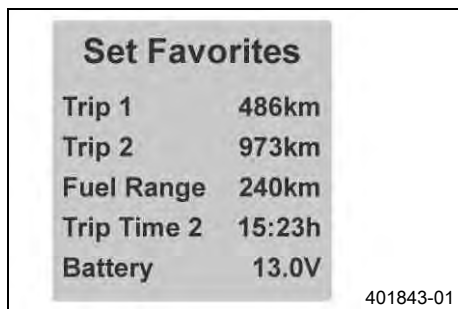 Set Favorites
Trip 1 486km
Trip 2 973km
Fuel Range 240km
Trip Time 2 15:23h
Battery 13.0V
401843-01